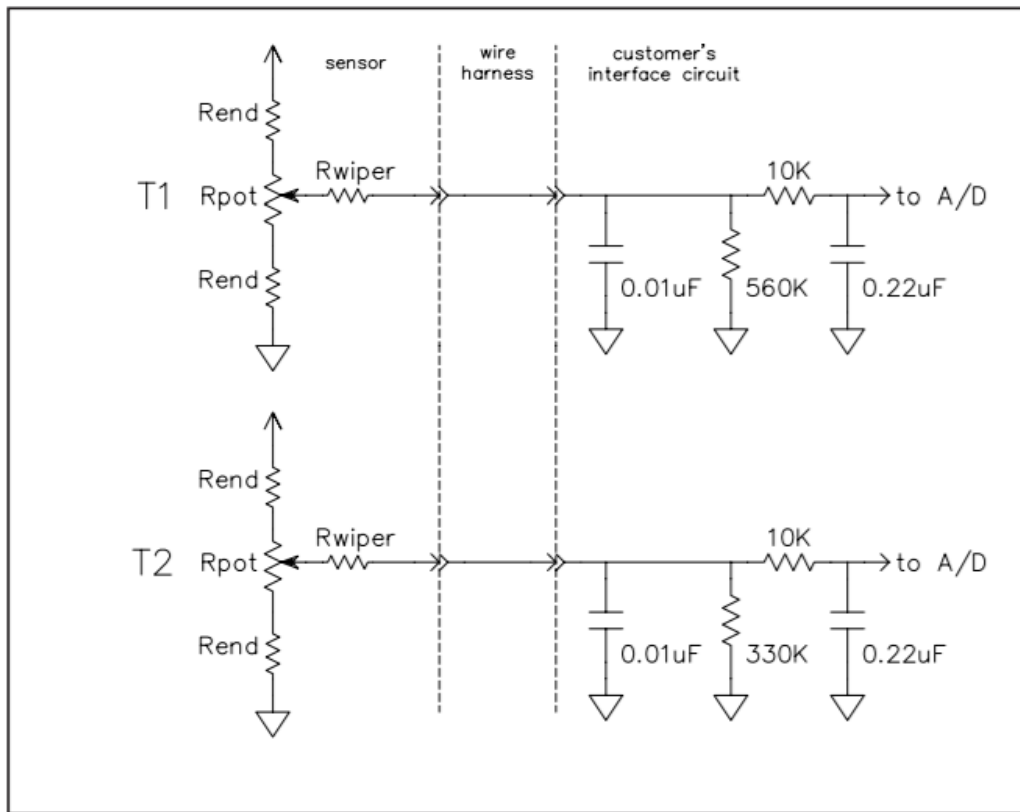 sensor
wire
harness
customer's
interface circuit
Rend
Rwiper
10K
T1
Rpot
to A/D
Rend
0.01uF
560K
0.22uF
Rend
Rwiper
10K
T2
Rpot
to A/D
Rend
0.01uF
330K
0.22uF